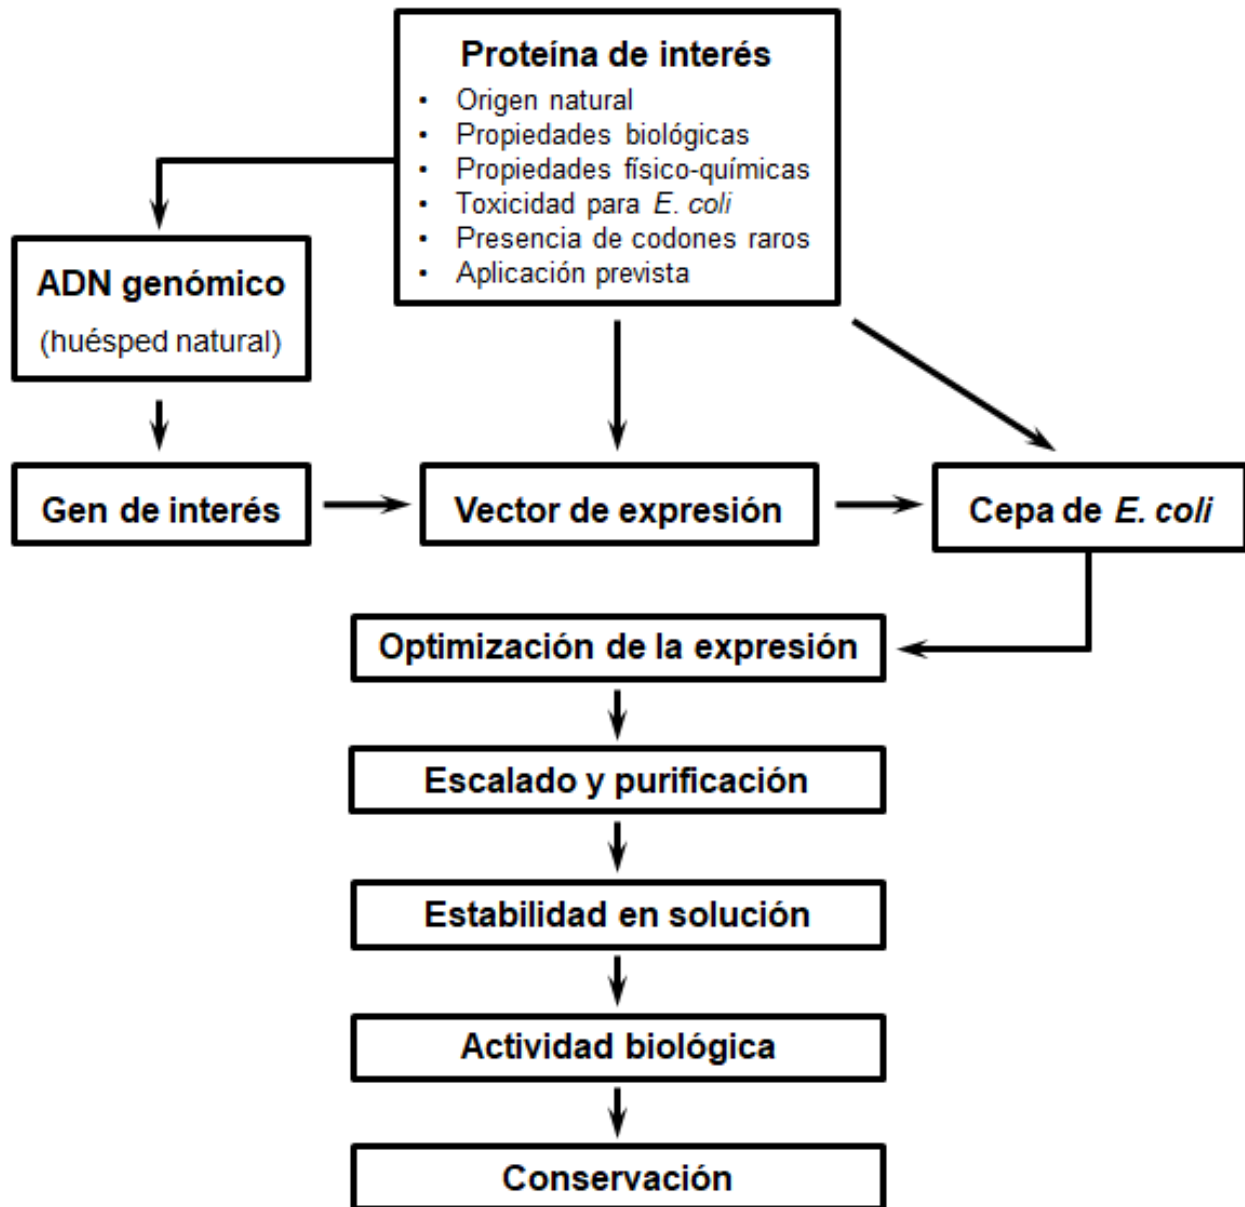 Proteína de interés
• Origen natural
• Propiedades biológicas
• Propiedades físico-químicas
• Toxicidad para E. coli
• Presencia de codones raros
• Aplicación prevista
ADN genómico
(huésped natural)
Gen de interés
Vector de expresión
Cepa de E. coli
Optimización de la expresión
Escalado y purificación
Estabilidad en solución
Actividad biológica
Conservación